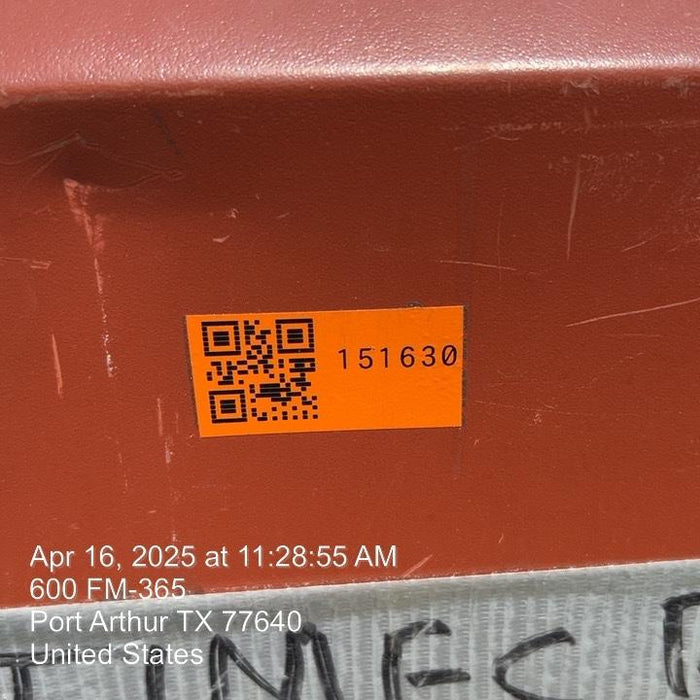 151630
Apr 16, 2025 at 11:28:55 AM
600 FM-365
Port Arthur TX 77640
United States